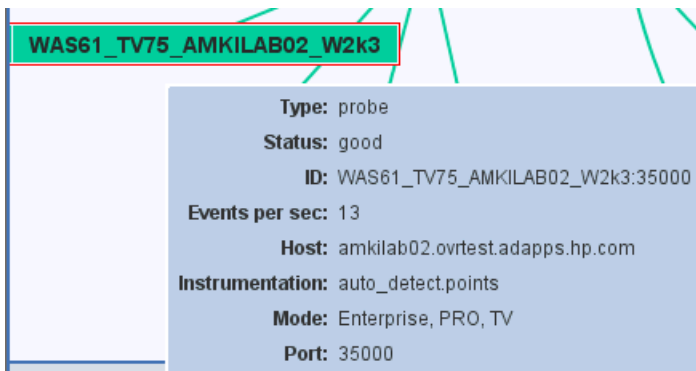 WAS61_TV75_AMKILAB02_W2k3
Type: probe
Status: good
ID: WAS61_TV75_AMKILAB02_W2k3:35000
Events per sec: 13
Host: amkilab02.ovrtest.adapps.hp.com
Instrumentation: auto_detect.points
Mode: Enterprise, PRO, TV
Port: 35000